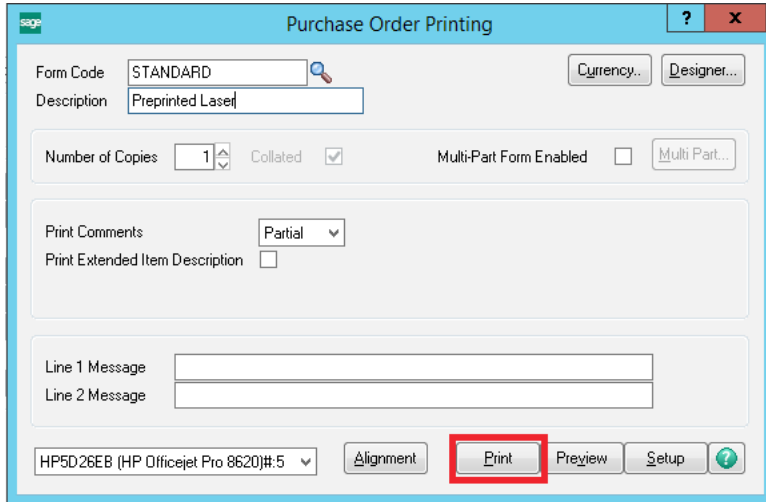 sage Purchase Order Printing ? x
Form Code STANDARD Currency.. Designer...
Description Preprinted Laser
Number of Copies 1 Collated Multi-Part Form Enabled Multi Part...
Print Comments Partial
Print Extended Item Description
Line 1 Message
Line 2 Message
HP5D26EB (HP Officejet Pro 8620)#:5 Alignment Print Preview Setup ?